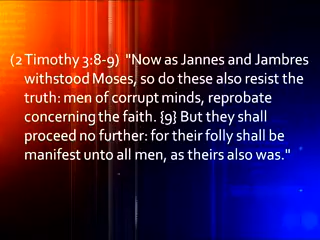 (2 Timothy 3:8-9)  "Now as Jannes and Jambres
withstood Moses, so do these also resist the
truth: men of corrupt minds, reprobate
concerning the faith. {9} But they shall
proceed no further: for their folly shall be
manifest unto all men, as theirs also was."